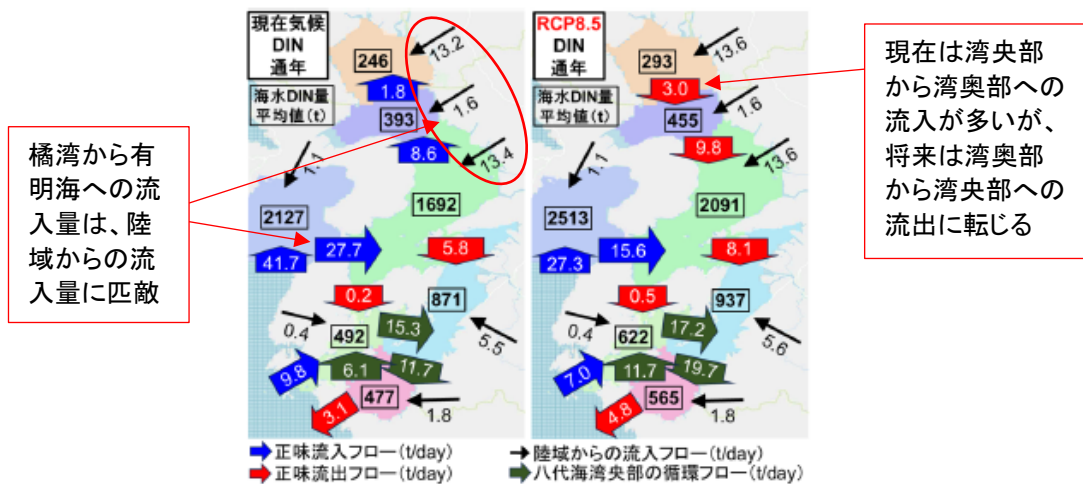 橘湾から有
明海への流
入量は、陸
域からの流
入量に匹敵
現在気候
DIN
通年
海水DIN量
平均値(t)
246
13.2
1.8
393
1.6
8.6
13.4
1.1
2127
1692
41.7
27.7
5.8
0.2
871
0.4
492
15.3
5.5
9.8
6.1
11.7
477
3.1
1.8
RCP8.5
DIN
通年
海水DIN量
平均値(t)
293
13.6
3.0
455
1.6
9.8
13.6
1.1
2513
2091
27.3
15.6
8.1
0.5
937
0.4
622
17.2
5.6
7.0
11.7
19.7
565
4.8
1.8
現在は湾央部
から湾奥部への
流入が多いが、
将来は湾奥部
から湾央部への
流出に転じる
正味流入フロー(t/day)
陸域からの流入フロー(t/day)
正味流出フロー(t/day)
八代海湾央部の循環フロー(t/day)